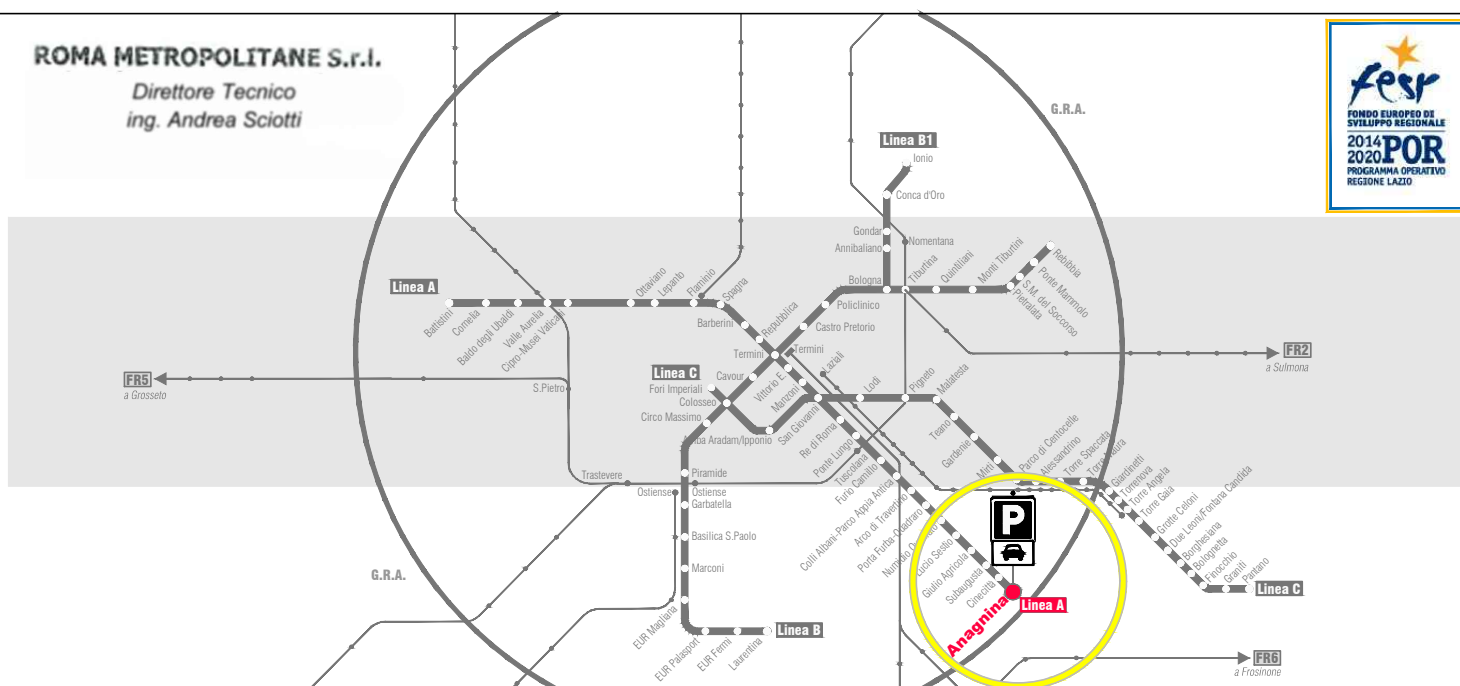 ROMA METROPOLITANE S.r.l.
Direttore Tecnico
ing. Andrea Sciotti
fesr
FONDO EUROPEO DI
SVILUPPO REGIONALE
2014
2020 POR
PROGRAMMA OPERATIVO
REGIONE LAZIO
G.R.A.
Linea B1
Ionio
Conca d'Oro
Gondar
Annibaliano
Nomentana
Bologna
Tiburtina
Quintiliani
Monti Tiburtini
Pietralata
S.M. del Soccorso
Ponte Mammolo
Rebibbia
Policlinico
Castro Pretorio
Linea A
Battistini
Cornelia
Baldo degli Ubaldi
Valle Aurelia
Cipro-Musei Vaticani
Ottaviano
Lepanto
Flaminio
Spagna
Barberini
Repubblica
Termini
Termini
Laziali
FR2
a Sulmona
FR5
a Grosseto
S.Pietro
Linea C
Fori Imperiali
Colosseo
Cavour
Circo Massimo
Vittorio E.
Manzoni
San Giovanni
Lodi
Pigneto
Malatesta
Teano
Gardenie
Mirti
Parco di Centocelle
Alessandrino
Torre Spaccata
Giardinetti
Torrenova
Torre Angela
Torre Gaia
Grotte Celoni
Due Leoni/Fontana Candida
Borghesiana
Bolognetta
Finocchio
Graniti
Pantano
Linea C
Aradam/Ipponio
Re di Roma
Ponte Lungo
Tuscolana
Furio Camillo
Colli Albani-Parco Appia Antica
Arco di Travertino
Porta Furba-Quadraro
Lucio Sestio
Giulio Agricola
Subaugusta
Cinecittà
Anagnina
Linea A
P
Trastevere
Ostiense
Piramide
Ostiense
Garbatella
Basilica S.Paolo
Marconi
EUR Magliana
EUR Palasport
EUR Fermi
Laurentina
Linea B
G.R.A.
FR6
a Frosinone